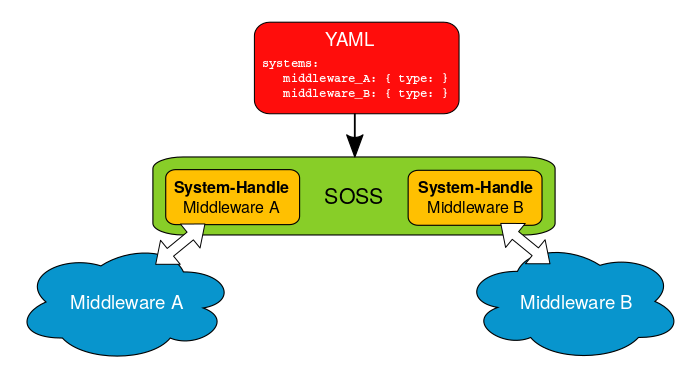 YAML
systems:
middleware_A: { type: }
middleware_B: { type: }
System-Handle
Middleware A
SOSS
System-Handle
Middleware B
Middleware A
Middleware B